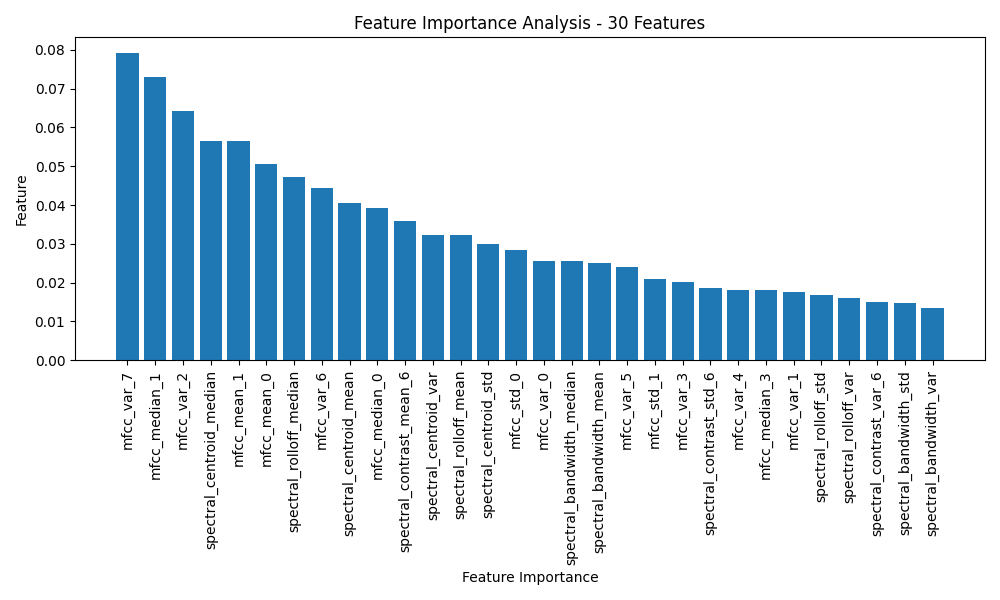 Feature Importance Analysis - 30 Features
0.08
0.07
0.06
0.05
0.04
0.03
0.02
0.01
0.00
Feature
mfcc_var_7
mfcc_median_1
mfcc_var_2
spectral_centroid_median
mfcc_mean_1
mfcc_mean_0
spectral_rolloff_median
mfcc_var_6
spectral_centroid_mean
mfcc_median_0
spectral_contrast_mean_6
spectral_centroid_var
spectral_rolloff_mean
spectral_centroid_std
mfcc_std_0
mfcc_var_0
spectral_bandwidth_median
spectral_bandwidth_mean
mfcc_var_5
mfcc_std_1
mfcc_var_3
spectral_contrast_std_6
mfcc_var_4
mfcc_median_3
mfcc_var_1
spectral_rolloff_std
spectral_rolloff_var
spectral_contrast_var_6
spectral_bandwidth_std
spectral_bandwidth_var
Feature Importance